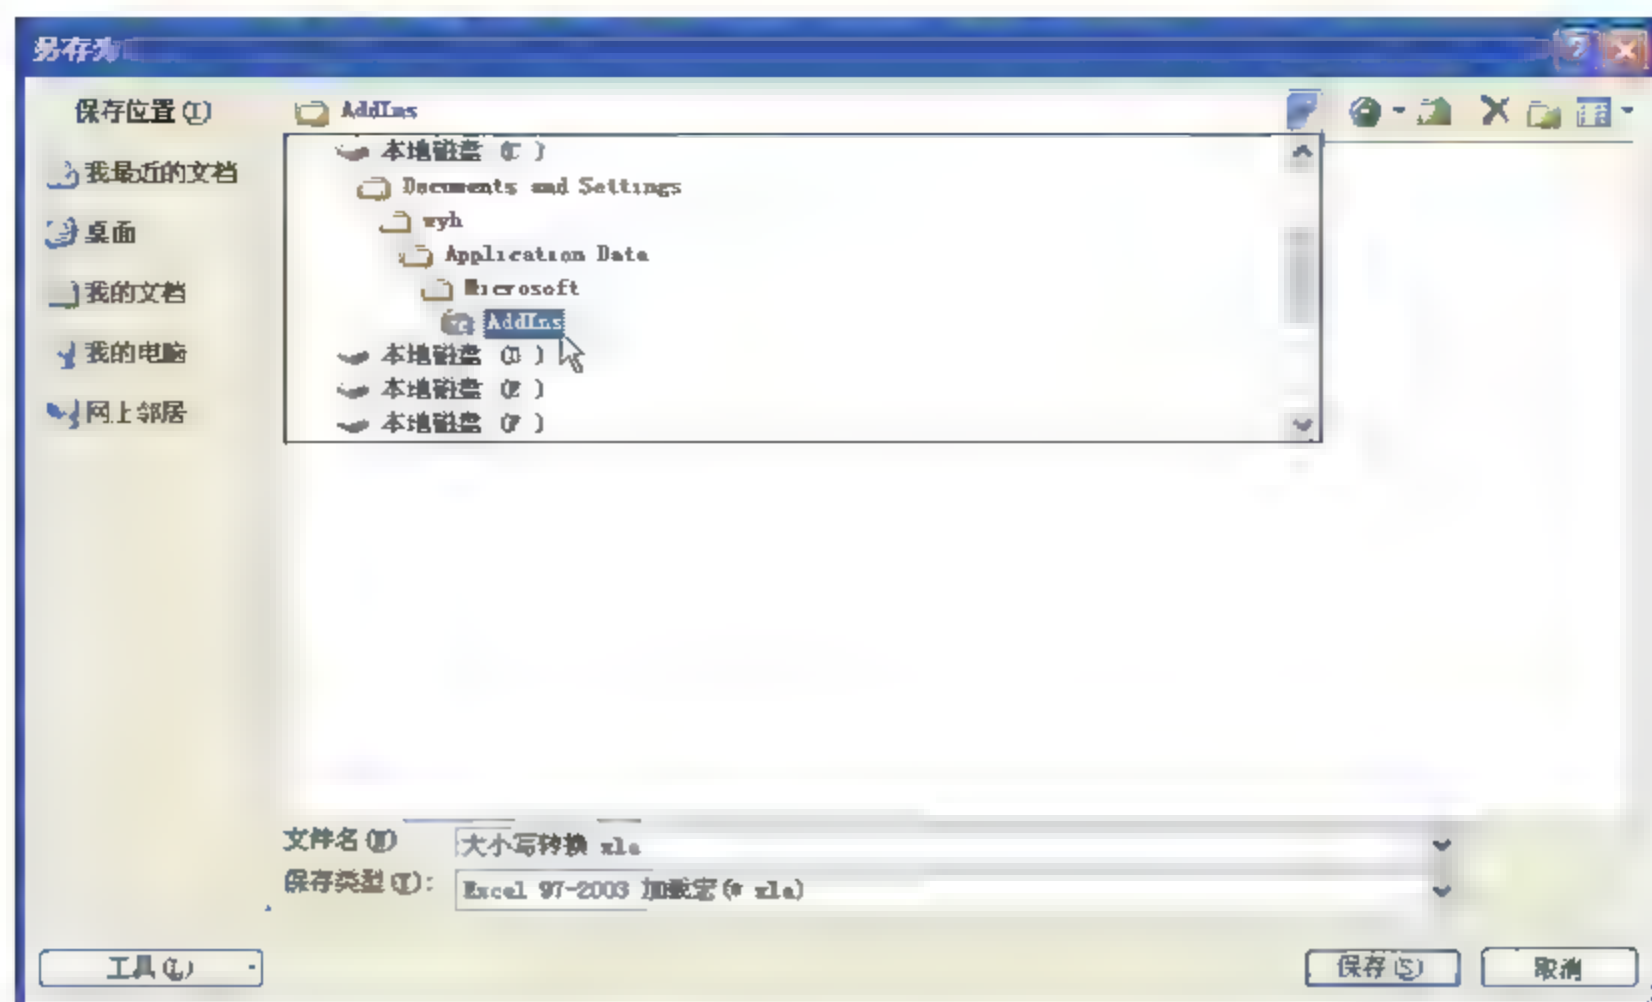 另存为
保存位置(I) AddIns
本地磁盘 (C )
我最近的文档
Documents and Settings
wyh
桌面
Application Data
我的文档
Microsoft
AddIns
我的电脑
本地磁盘 (D )
本地磁盘 (E )
网上邻居
本地磁盘 (F )
文件名(N) 大小写转换 xla
保存类型(T): Excel 97-2003 加载宏(* xla)
工具(L) 保存(S) 取消